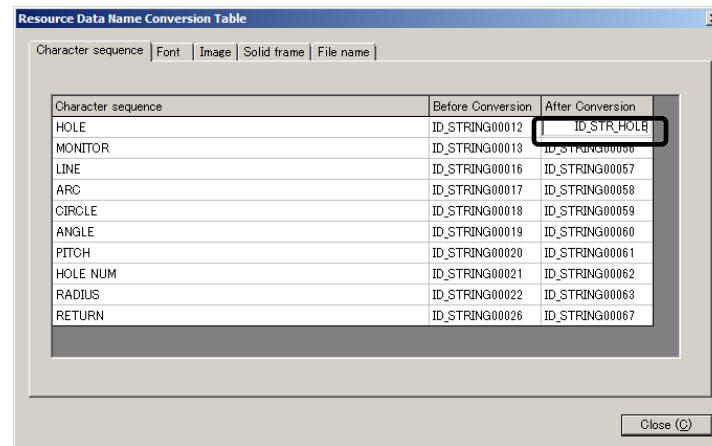 Resource Data Name Conversion Table
Character sequence Font Image Solid frame File name
Character sequence Before Conversion After Conversion
HOLE ID_STRING00012 ID_STR_HOLE
MONITOR ID_STRING00013 ID_STRING00056
LINE ID_STRING00016 ID_STRING00057
ARC ID_STRING00017 ID_STRING00058
CIRCLE ID_STRING00018 ID_STRING00059
ANGLE ID_STRING00019 ID_STRING00060
PITCH ID_STRING00020 ID_STRING00061
HOLE NUM ID_STRING00021 ID_STRING00062
RADIUS ID_STRING00022 ID_STRING00063
RETURN ID_STRING00026 ID_STRING00067
Close (C)